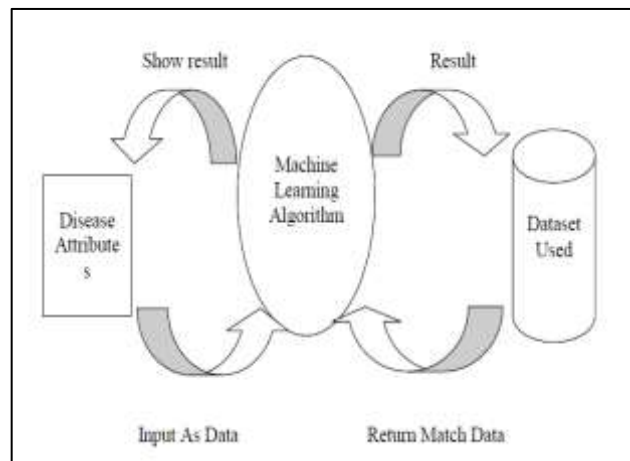 Show result
Result
Machine
Learning
Algorithm
Disease
Attribute
s
Dataset
Used
Input As Data
Return Match Data